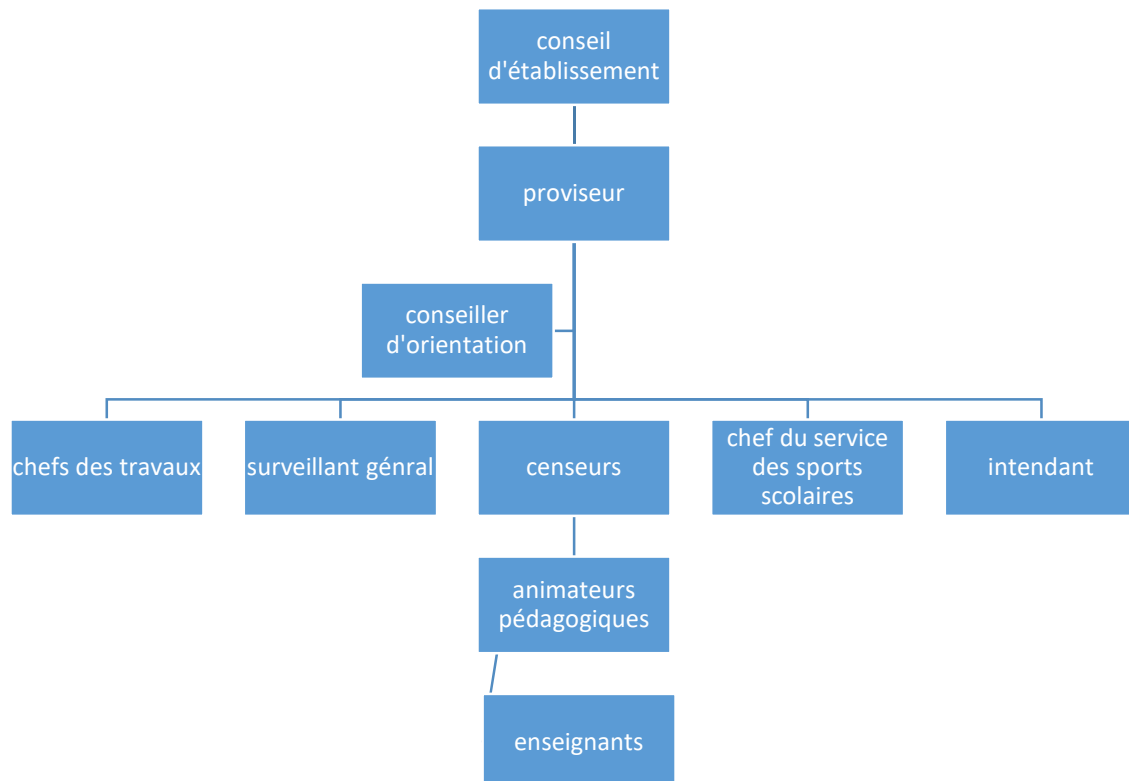 conseil
d'établissement
proviseur
conseiller
d'orientation
chefs des travaux
surveillant génral
censeurs
chef du service
des sports
scolaires
intendant
animateurs
pédagogiques
enseignants